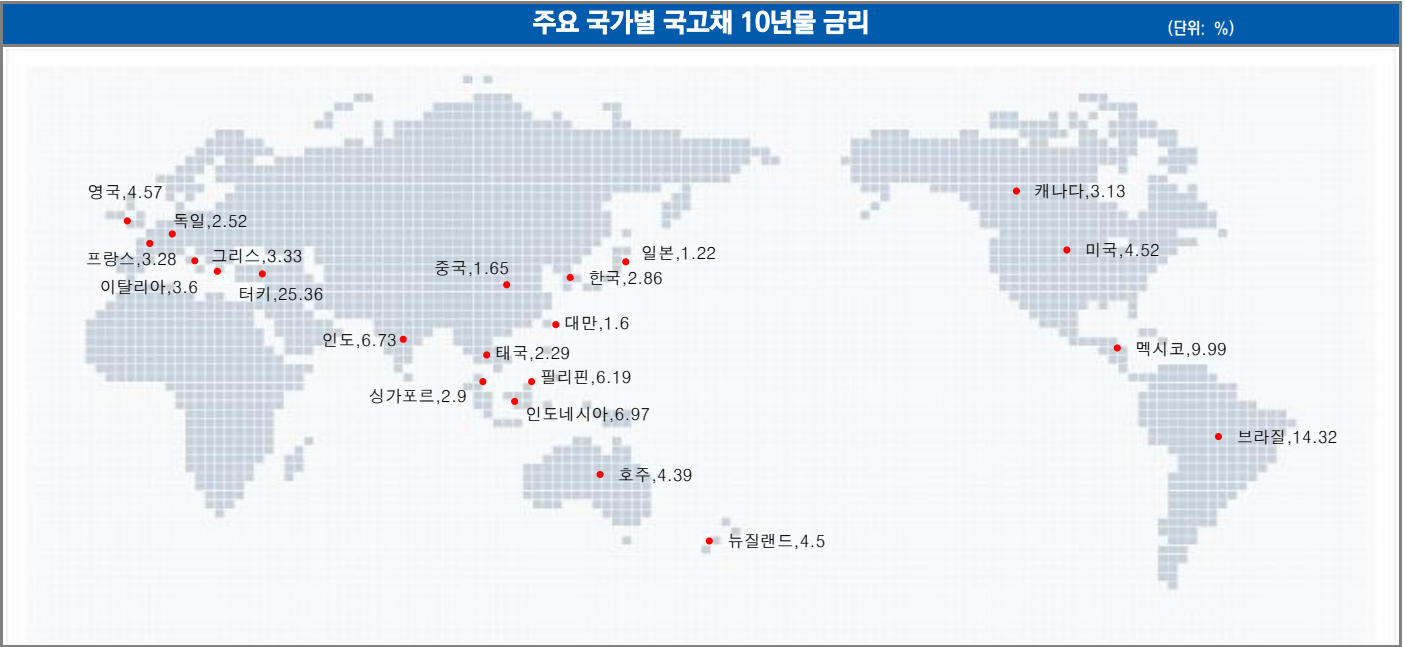 주요 국가별 국고채 10년물 금리
(단위: %)
영국,4.57
캐나다,3.13
독일,2.52
미국,4.52
일본,1.22
프랑스,3.28
그리스,3.33
중국,1.65
한국,2.86
이탈리아,3.6
터키,25.36
대만,1.6
인도,6.73
멕시코,9.99
태국,2.29
필리핀,6.19
싱가포르,2.9
인도네시아,6.97
브라질,14.32
호주,4.39
뉴질랜드,4.5